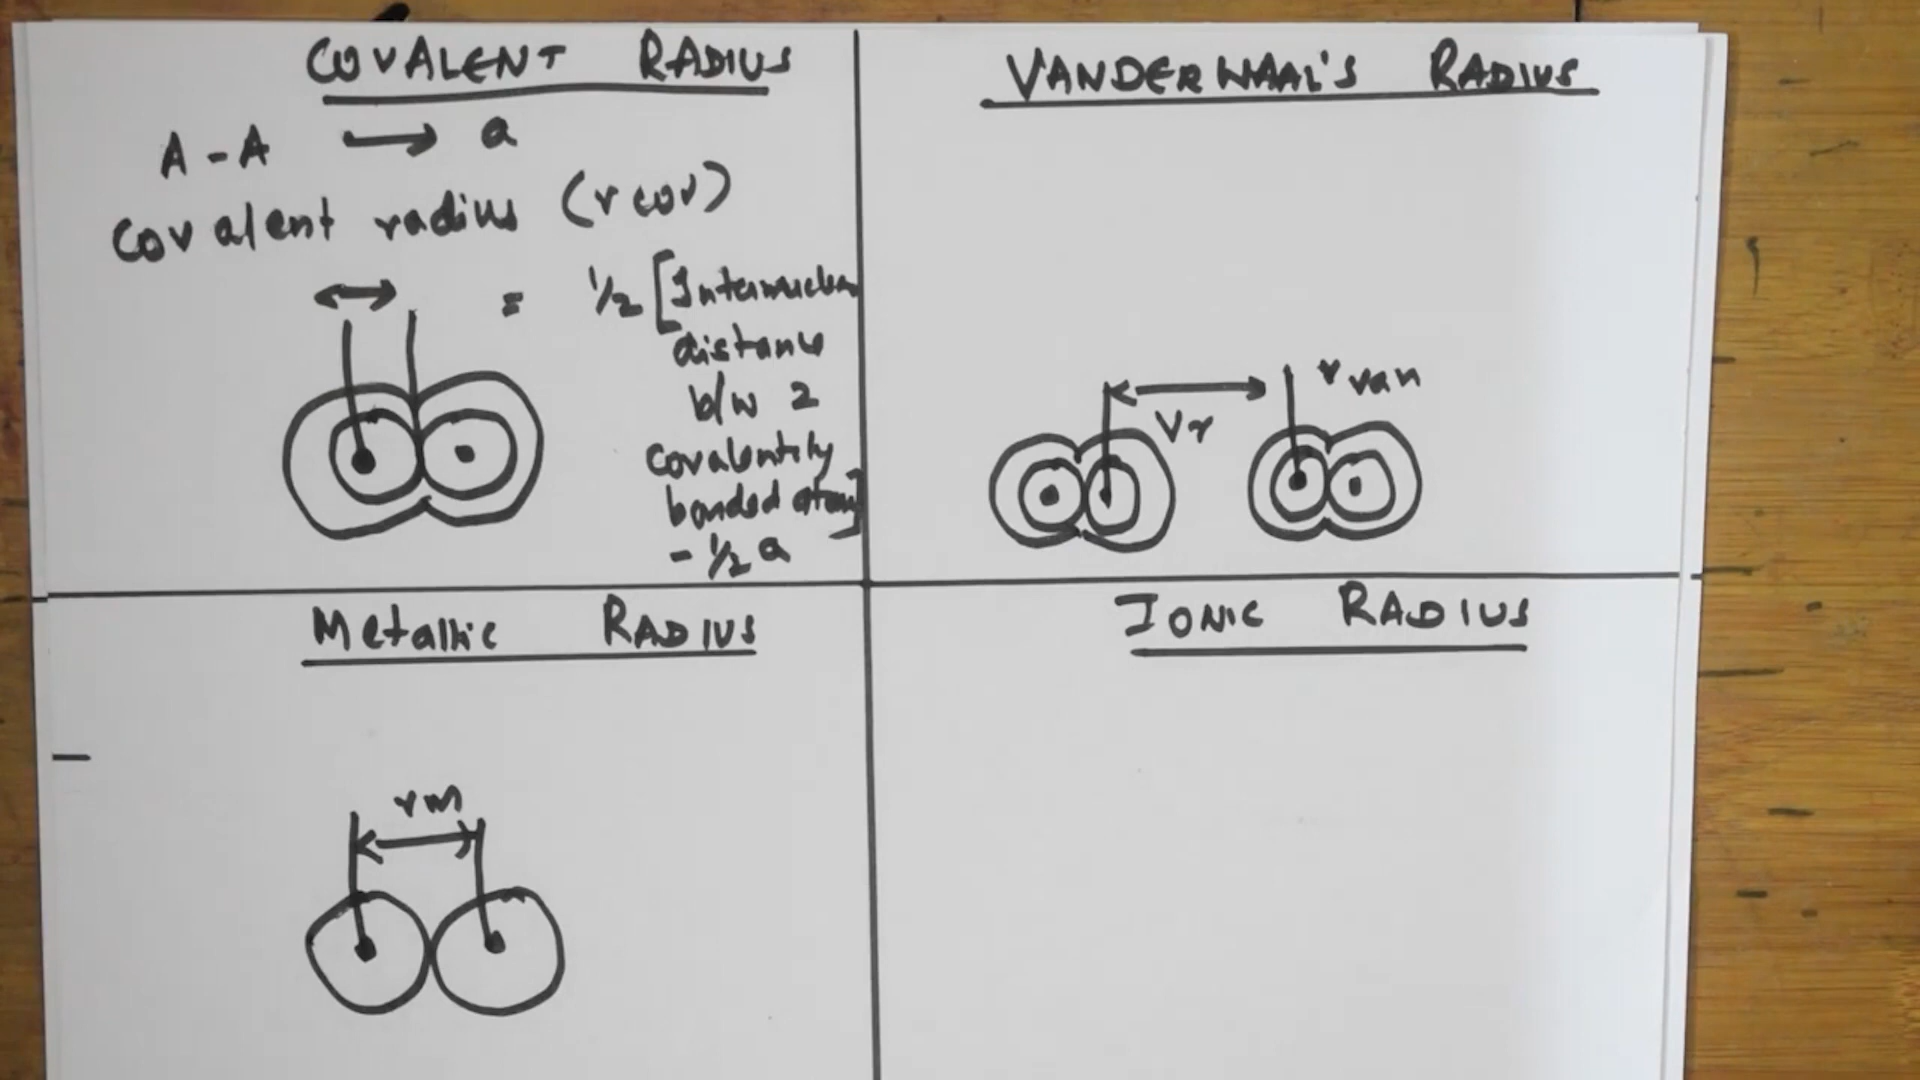 COVALENT RADIUS
A - A → a
covalent radius (r cov)
= 1/2 [Internuclear
distance
b/w 2
covalently
bonded atom]
- 1/2 a
VANDERWAAL'S RADIUS
r van
Vr
Metallic RADIUS
rm
IONIC RADIUS